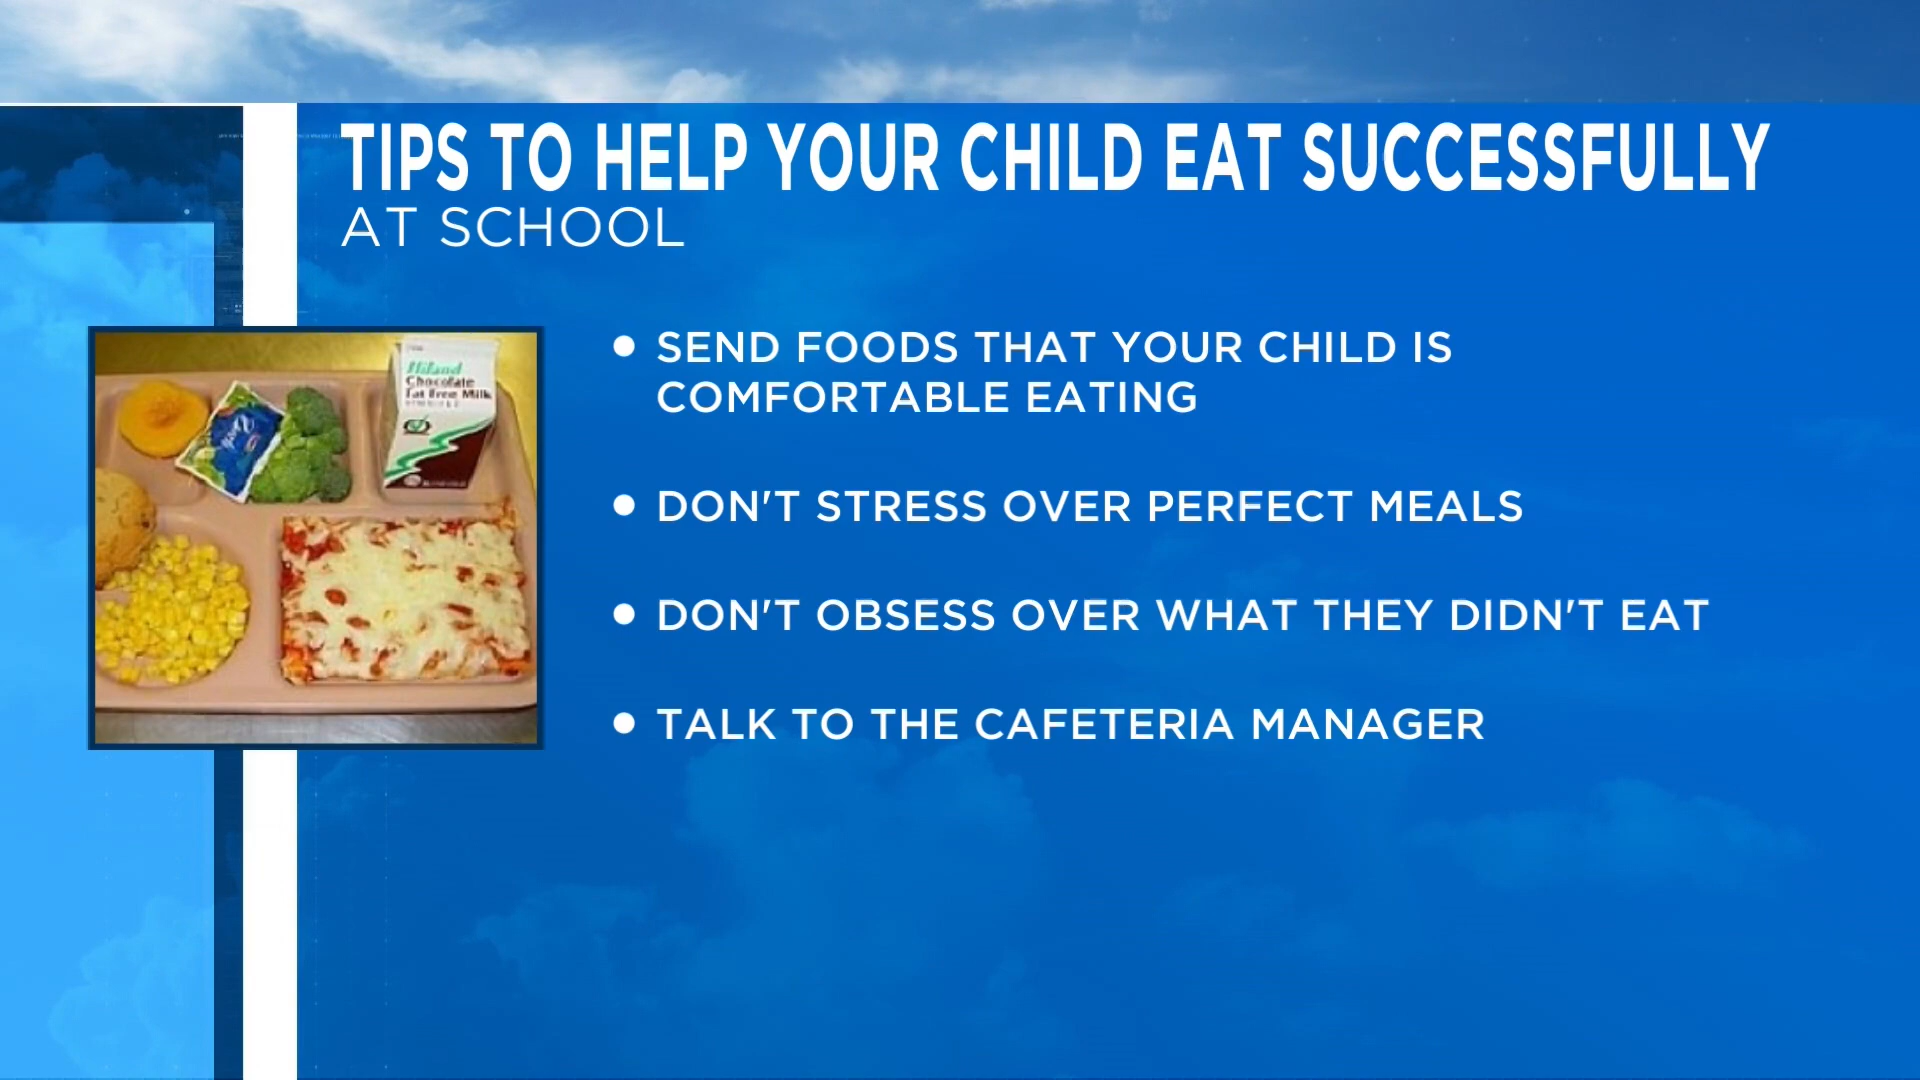 TIPS TO HELP YOUR CHILD EAT SUCCESSFULLY
AT SCHOOL
Hiland
Chocolate
Fat Free Milk
SEND FOODS THAT YOUR CHILD IS
COMFORTABLE EATING
DON'T STRESS OVER PERFECT MEALS
DON'T OBSESS OVER WHAT THEY DIDN'T EAT
TALK TO THE CAFETERIA MANAGER